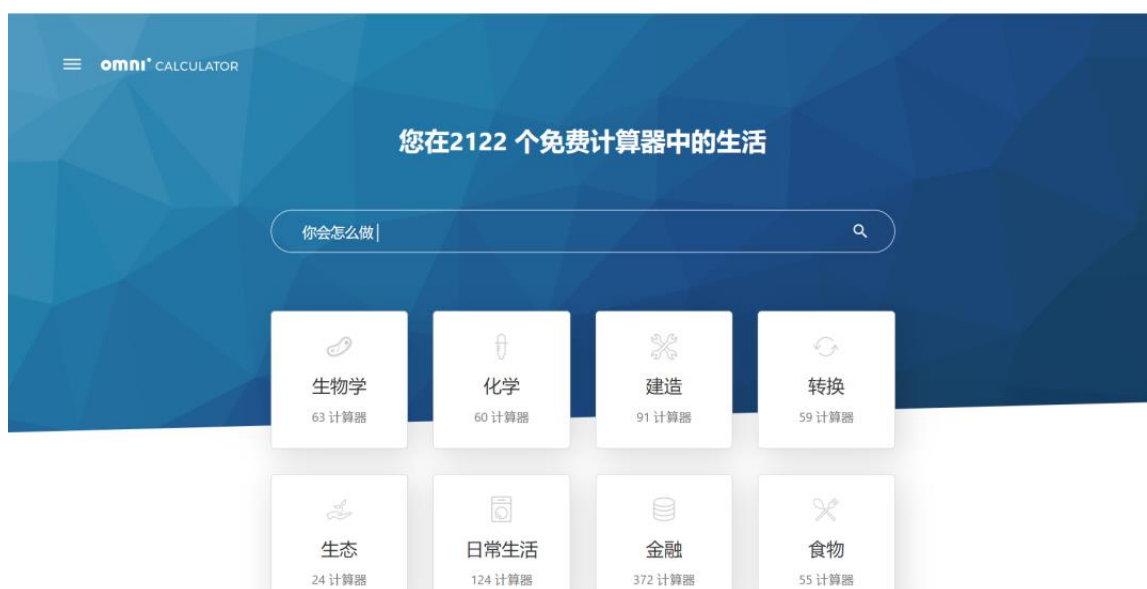 omni CALCULATOR
您在2122 个免费计算器中的生活
你会怎么做
生物学
63 计算器
化学
60 计算器
建造
91 计算器
转换
59 计算器
生态
24 计算器
日常生活
124 计算器
金融
372 计算器
食物
55 计算器